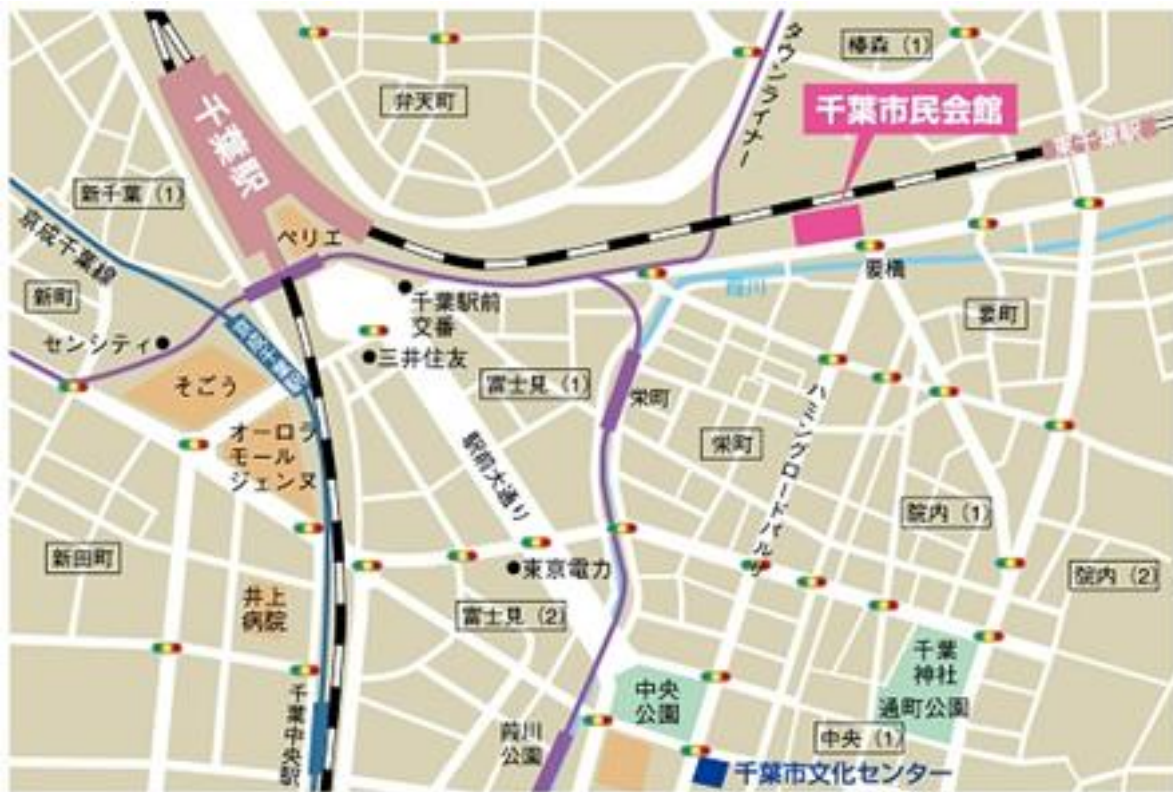 椿森（1）
タウンライナー
弁天町
千葉市民会館
千葉駅
東千葉駅
新千葉（1）
京成千葉線
ペリエ
要橋
新町
千葉駅前
交番
要町
センシティ
三井住友
富士見（1）
栄町
そごう
ハミングロードパルサ
オーロラ
モール
ジェンヌ
栄町
駅前大通り
院内（1）
新田町
東京電力
院内（2）
井上
病院
富士見（2）
千葉
神社
中央
公園
通町公園
千葉中央駅
葭川
公園
中央（1）
千葉市文化センター